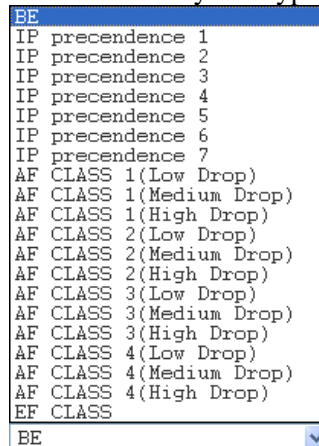 BE
IP precendence 1
IP precendence 2
IP precendence 3
IP precendence 4
IP precendence 5
IP precendence 6
IP precendence 7
AF CLASS 1(Low Drop)
AF CLASS 1(Medium Drop)
AF CLASS 1(High Drop)
AF CLASS 2(Low Drop)
AF CLASS 2(Medium Drop)
AF CLASS 2(High Drop)
AF CLASS 3(Low Drop)
AF CLASS 3(Medium Drop)
AF CLASS 3(High Drop)
AF CLASS 4(Low Drop)
AF CLASS 4(Medium Drop)
AF CLASS 4(High Drop)
EF CLASS
BE